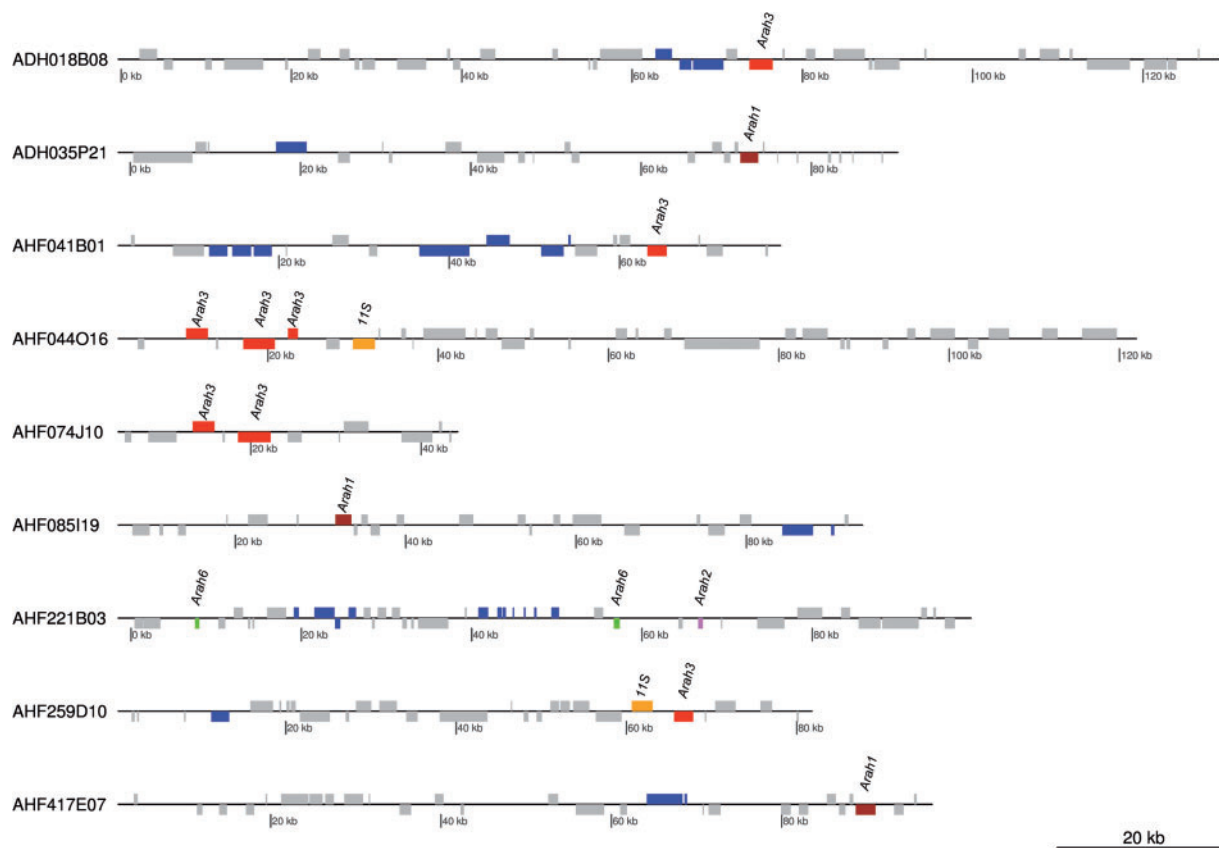 Arah3
ADH018B08
0 kb 20 kb 40 kb 60 kb 80 kb 100 kb 120 kb
Arah1
ADH035P21
0 kb 20 kb 40 kb 60 kb 80 kb
Arah3
AHF041B01
20 kb 40 kb 60 kb
Arah3 Arah3 Arah3 11S
AHF044O16
20 kb 40 kb 60 kb 80 kb 100 kb 120 kb
Arah3 Arah3
AHF074J10
20 kb 40 kb
Arah1
AHF085I19
20 kb 40 kb 60 kb 80 kb
Arah6 Arah6 Arah2
AHF221B03
0 kb 20 kb 40 kb 60 kb 80 kb
11S Arah3
AHF259D10
20 kb 40 kb 60 kb 80 kb
Arah1
AHF417E07
20 kb 40 kb 60 kb 80 kb
20 kb